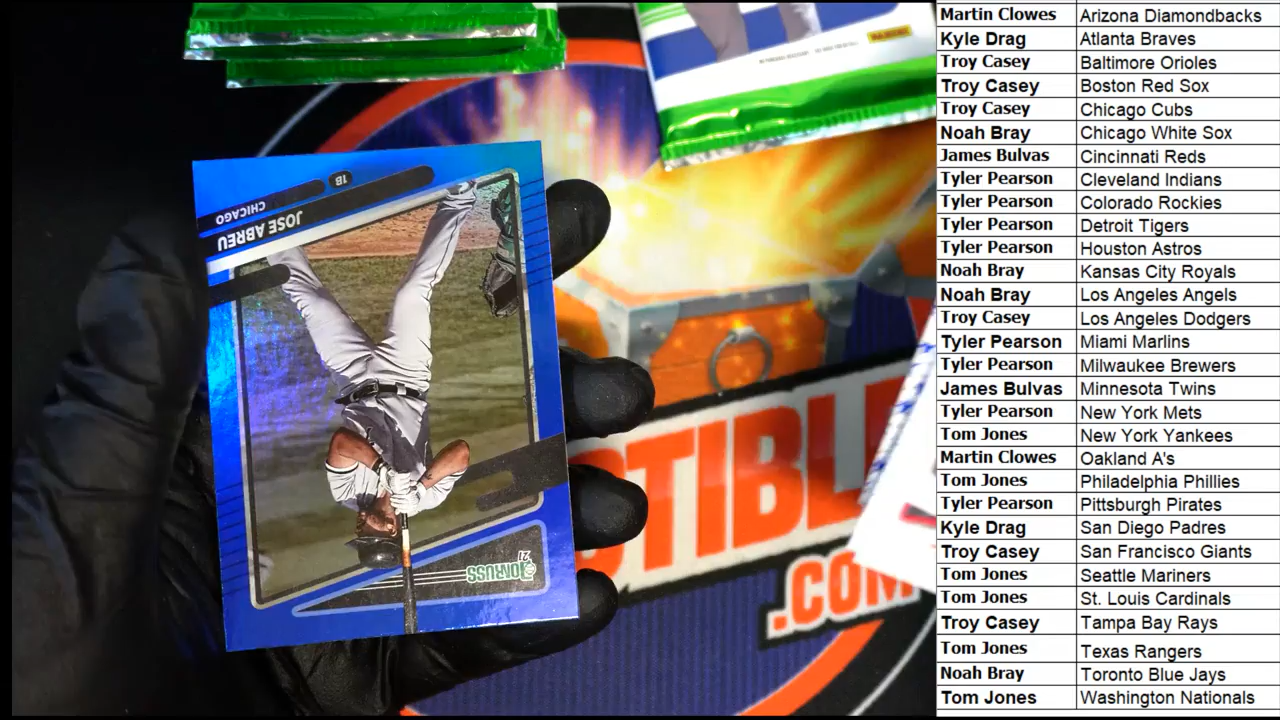 PANINI
1B
CHICAGO
JOSE ABREU
DONRUSS
21
STIBL
.COM
Martin Clowes Arizona Diamondbacks
Kyle Drag Atlanta Braves
Troy Casey Baltimore Orioles
Troy Casey Boston Red Sox
Troy Casey Chicago Cubs
Noah Bray Chicago White Sox
James Bulvas Cincinnati Reds
Tyler Pearson Cleveland Indians
Tyler Pearson Colorado Rockies
Tyler Pearson Detroit Tigers
Tyler Pearson Houston Astros
Noah Bray Kansas City Royals
Noah Bray Los Angeles Angels
Troy Casey Los Angeles Dodgers
Tyler Pearson Miami Marlins
Tyler Pearson Milwaukee Brewers
James Bulvas Minnesota Twins
Tyler Pearson New York Mets
Tom Jones New York Yankees
Martin Clowes Oakland A's
Tom Jones Philadelphia Phillies
Tyler Pearson Pittsburgh Pirates
Kyle Drag San Diego Padres
Troy Casey San Francisco Giants
Tom Jones Seattle Mariners
Tom Jones St. Louis Cardinals
Troy Casey Tampa Bay Rays
Tom Jones Texas Rangers
Noah Bray Toronto Blue Jays
Tom Jones Washington Nationals